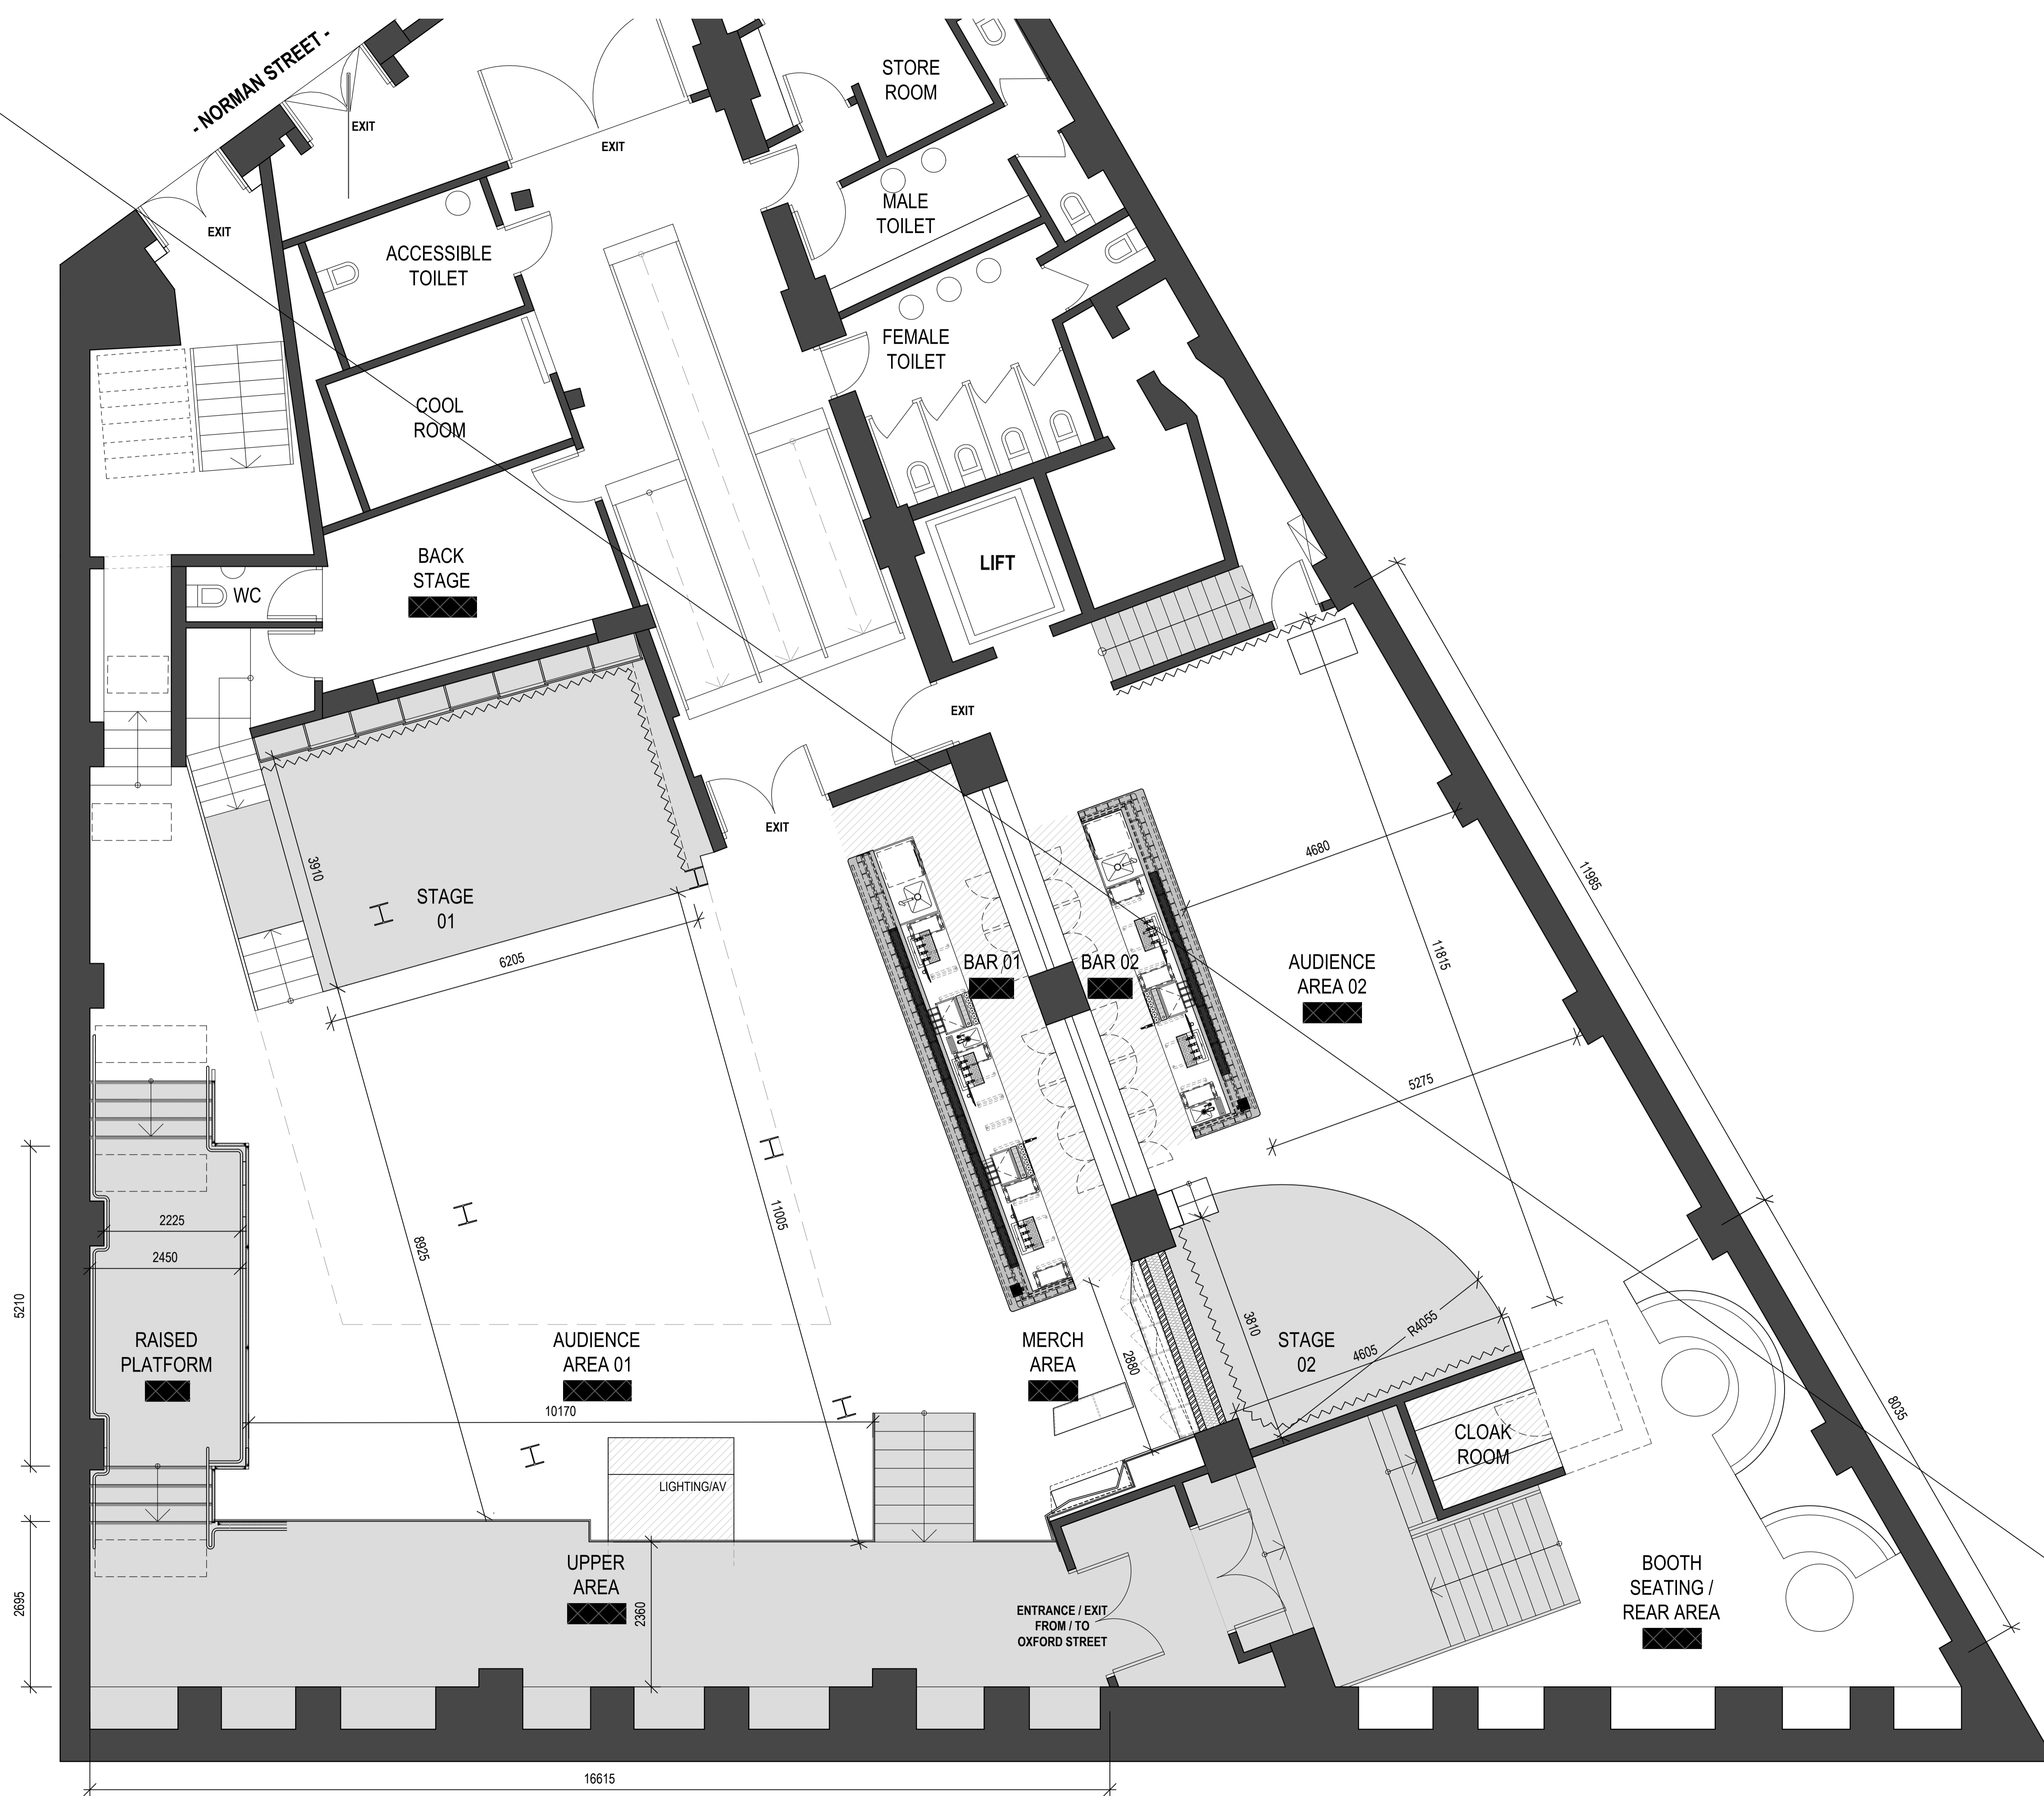 - NORMAN STREET -
EXIT
EXIT
EXIT
STORE
ROOM
MALE
TOILET
ACCESSIBLE
TOILET
FEMALE
TOILET
COOL
ROOM
BACK
STAGE
WC
LIFT
EXIT
EXIT
STAGE
01
3910
6205
BAR 01
BAR 02
4680
11985
11815
AUDIENCE
AREA 02
5275
8925
11005
2225
2450
5210
RAISED
PLATFORM
AUDIENCE
AREA 01
10170
MERCH
AREA
2880
3810
STAGE
02
4605
R4055
8035
CLOAK
ROOM
LIGHTING/AV
UPPER
AREA
2360
2695
ENTRANCE / EXIT
FROM / TO
OXFORD STREET
BOOTH
SEATING /
REAR AREA
16615